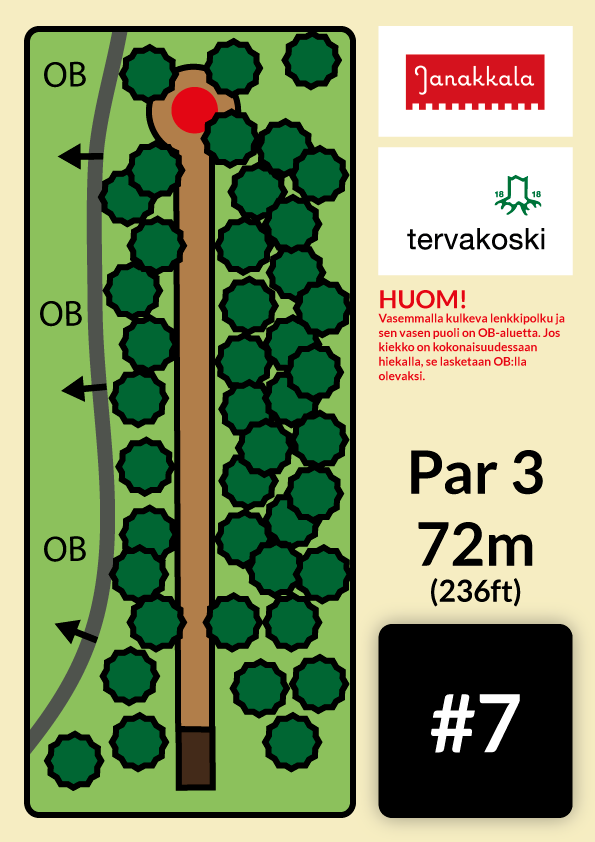 OB
OB
OB
Janakkala
18 18
tervakoski
HUOM!
Vasemmalla kulkeva lenkkipolku ja
sen vasen puoli on OB-aluetta. Jos
kiekko on kokonaisuudessaan
hiekalla, se lasketaan OB:lla
olevaksi.
Par 3
72m
(236ft)
#7